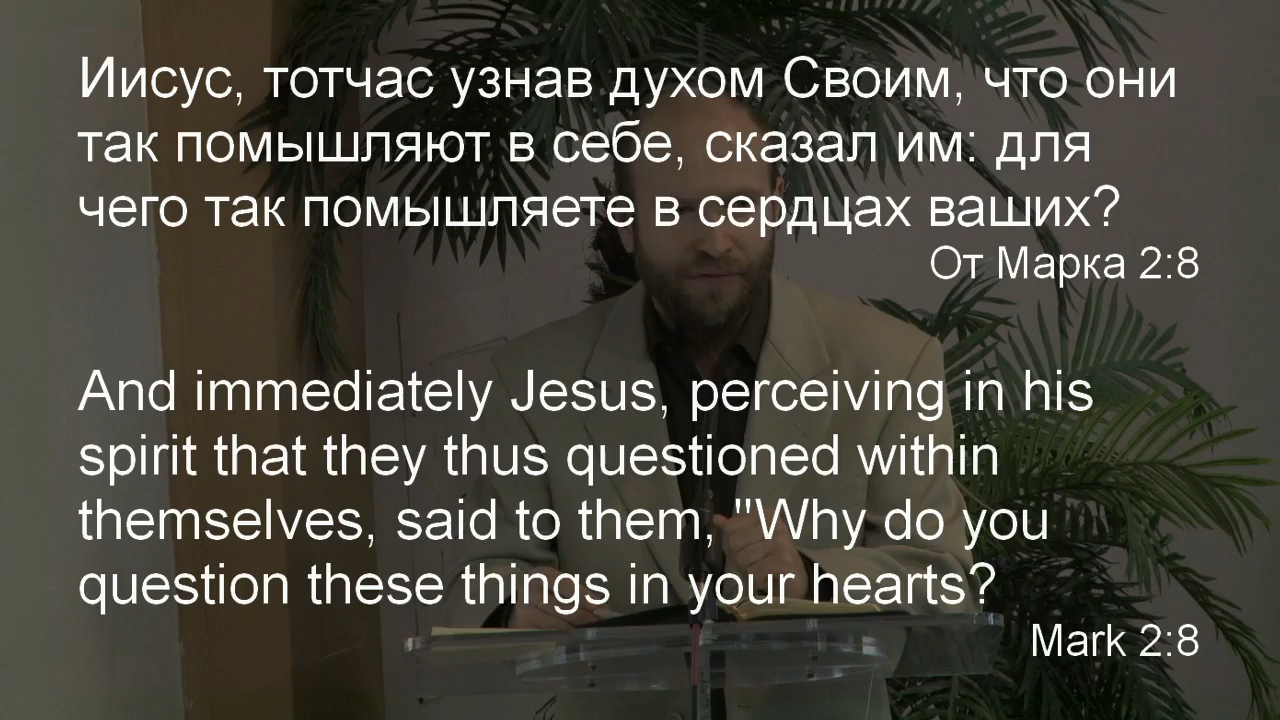 Иисус, тотчас узнав духом Своим, что они
так помышляют в себе, сказал им: для
чего так помышляете в сердцах ваших?
От Марка 2:8
And immediately Jesus, perceiving in his
spirit that they thus questioned within
themselves, said to them, "Why do you
question these things in your hearts?
Mark 2:8